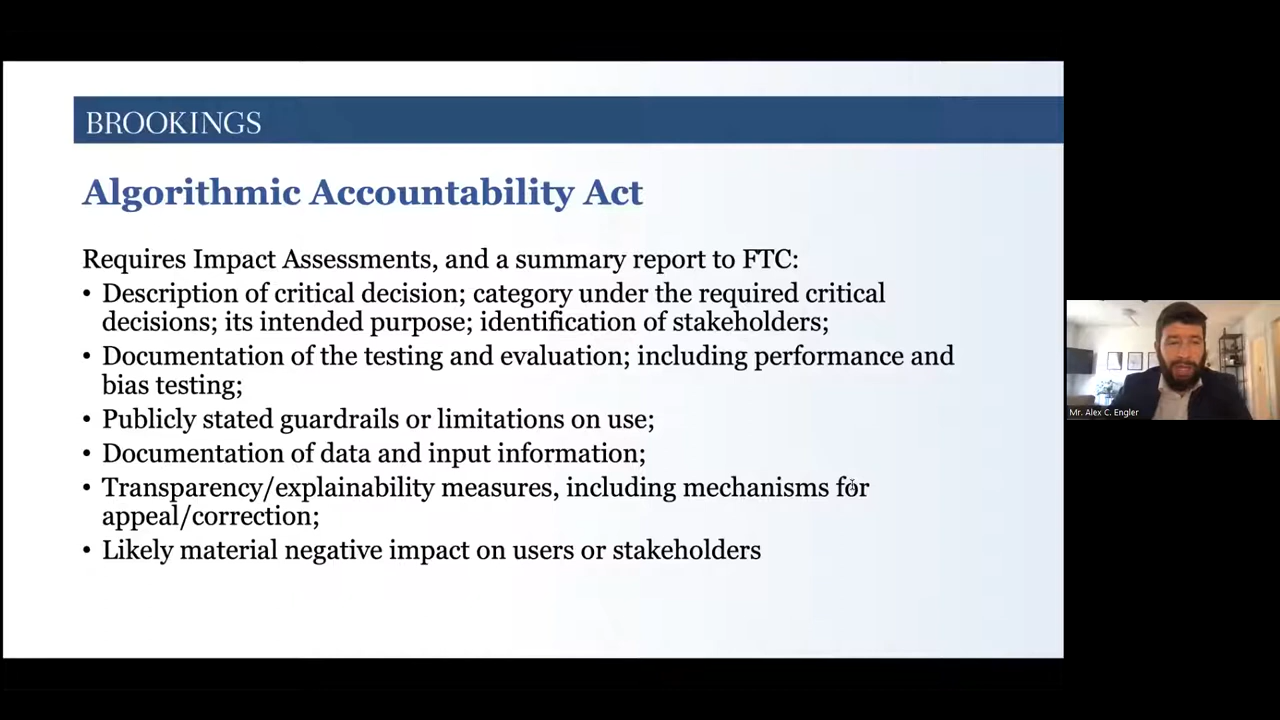 BROOKINGS
Algorithmic Accountability Act
Requires Impact Assessments, and a summary report to FTC:
• Description of critical decision; category under the required critical
decisions; its intended purpose; identification of stakeholders;
• Documentation of the testing and evaluation; including performance and
bias testing;
• Publicly stated guardrails or limitations on use;
• Documentation of data and input information;
• Transparency/explainability measures, including mechanisms for
appeal/correction;
• Likely material negative impact on users or stakeholders
Mr. Alex C. Engler